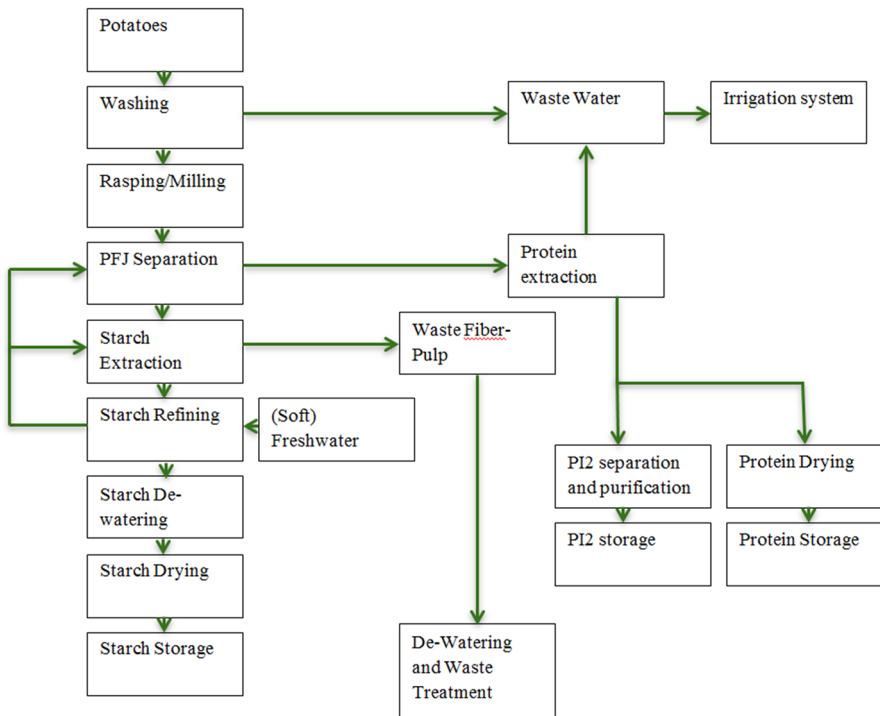 Potatoes
Washing
Waste Water
Irrigation system
Rasping/Milling
PFJ Separation
Protein
extraction
Starch
Extraction
Waste Fiber-
Pulp
Starch Refining
(Soft)
Freshwater
Starch De-
watering
PI2 separation
and purification
Protein Drying
PI2 storage
Protein Storage
Starch Drying
Starch Storage
De-Watering
and Waste
Treatment